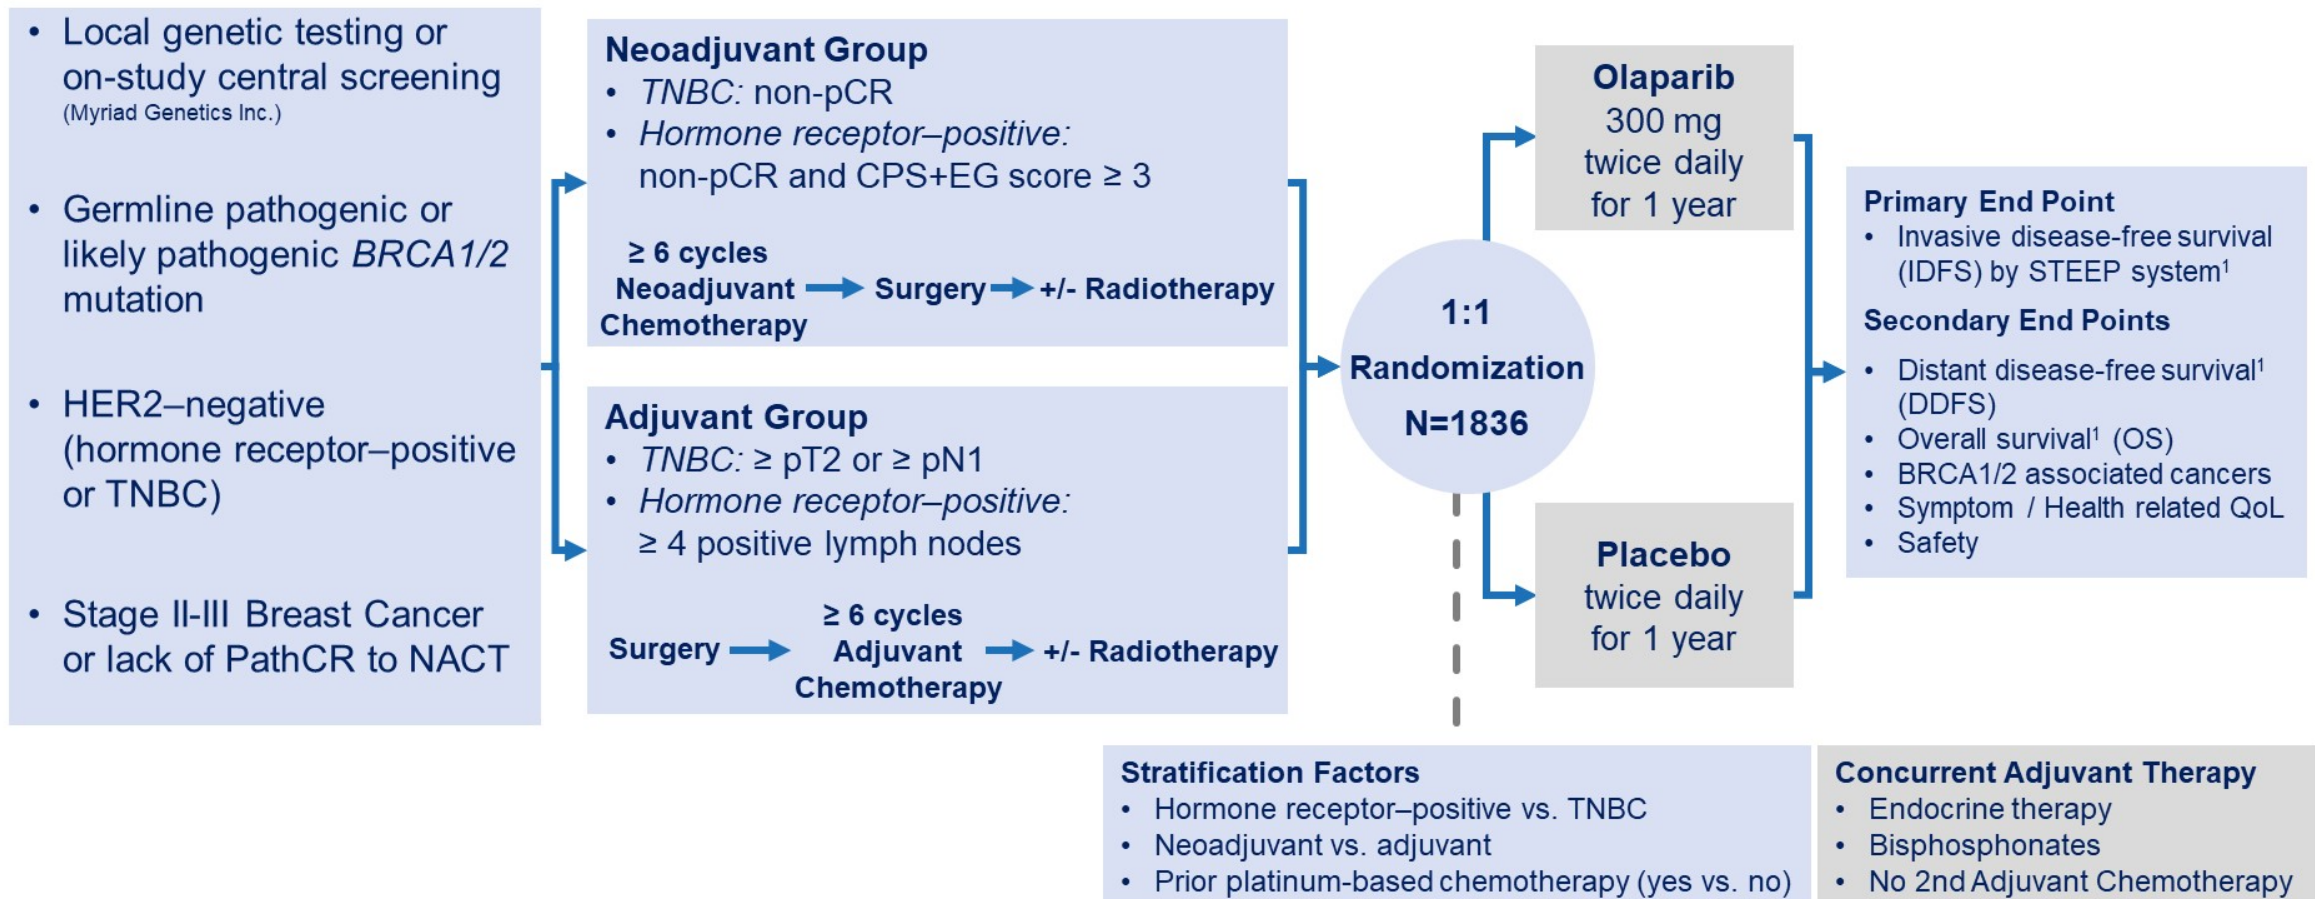 • Local genetic testing or
on-study central screening
(Myriad Genetics Inc.)
• Germline pathogenic or
likely pathogenic BRCA1/2
mutation
• HER2–negative
(hormone receptor–positive
or TNBC)
• Stage II-III Breast Cancer
or lack of PathCR to NACT
Neoadjuvant Group
• TNBC: non-pCR
• Hormone receptor–positive:
non-pCR and CPS+EG score ≥ 3
≥ 6 cycles
Neoadjuvant Surgery +/- Radiotherapy
Chemotherapy
Adjuvant Group
• TNBC: ≥ pT2 or ≥ pN1
• Hormone receptor–positive:
≥ 4 positive lymph nodes
≥ 6 cycles
Surgery Adjuvant +/- Radiotherapy
Chemotherapy
1:1
Randomization
N=1836
Olaparib
300 mg
twice daily
for 1 year
Placebo
twice daily
for 1 year
Primary End Point
• Invasive disease-free survival
(IDFS) by STEEP system¹
Secondary End Points
• Distant disease-free survival¹
(DDFS)
• Overall survival¹ (OS)
• BRCA1/2 associated cancers
• Symptom / Health related QoL
• Safety
Stratification Factors
• Hormone receptor–positive vs. TNBC
• Neoadjuvant vs. adjuvant
• Prior platinum-based chemotherapy (yes vs. no)
Concurrent Adjuvant Therapy
• Endocrine therapy
• Bisphosphonates
• No 2nd Adjuvant Chemotherapy